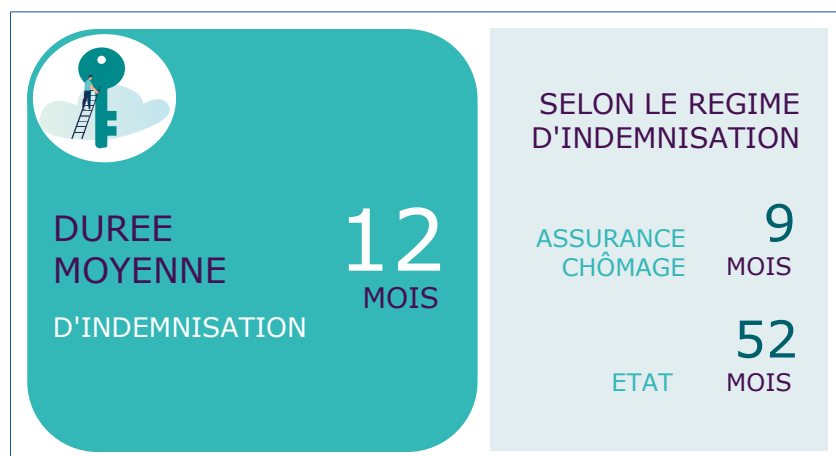 DUREE
MOYENNE
D'INDEMNISATION
12
MOIS
SELON LE REGIME
D'INDEMNISATION
ASSURANCE
CHÔMAGE
9
MOIS
ETAT
52
MOIS